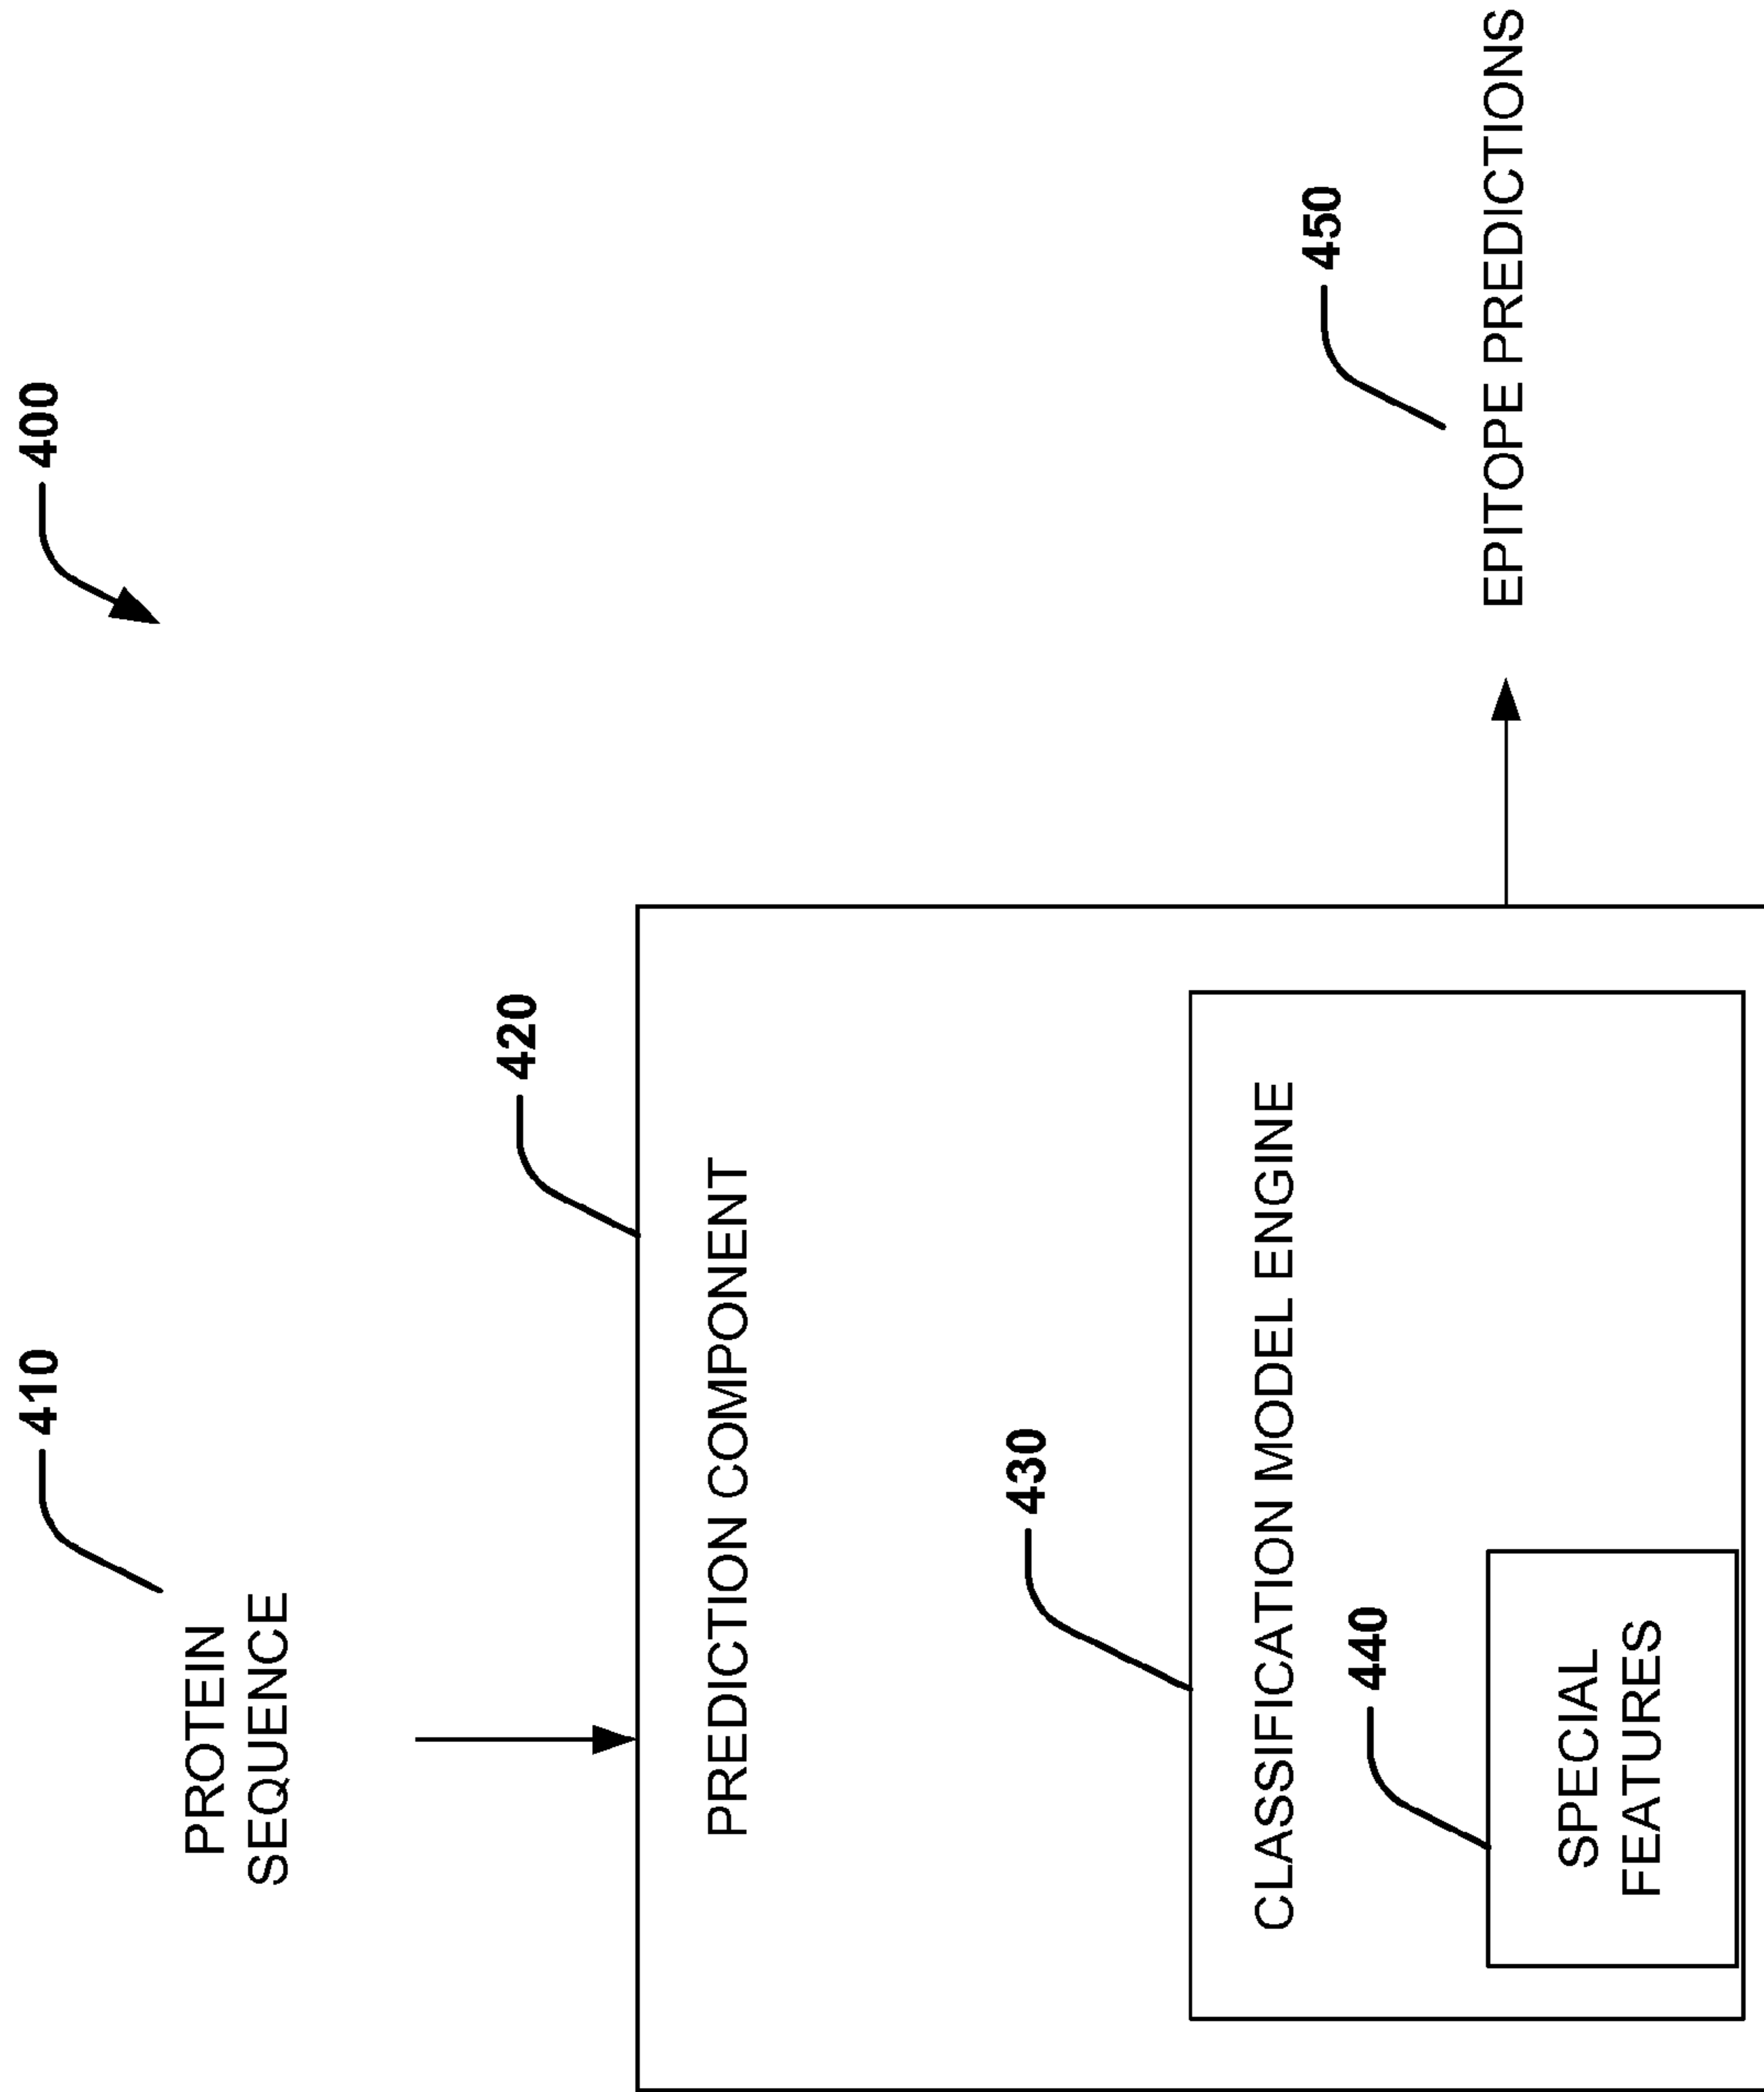 400
410
PROTEIN
SEQUENCE
420
PREDICTION COMPONENT
430
CLASSIFICATION MODEL ENGINE
440
SPECIAL
FEATURES
450
EPITOPE PREDICTIONS